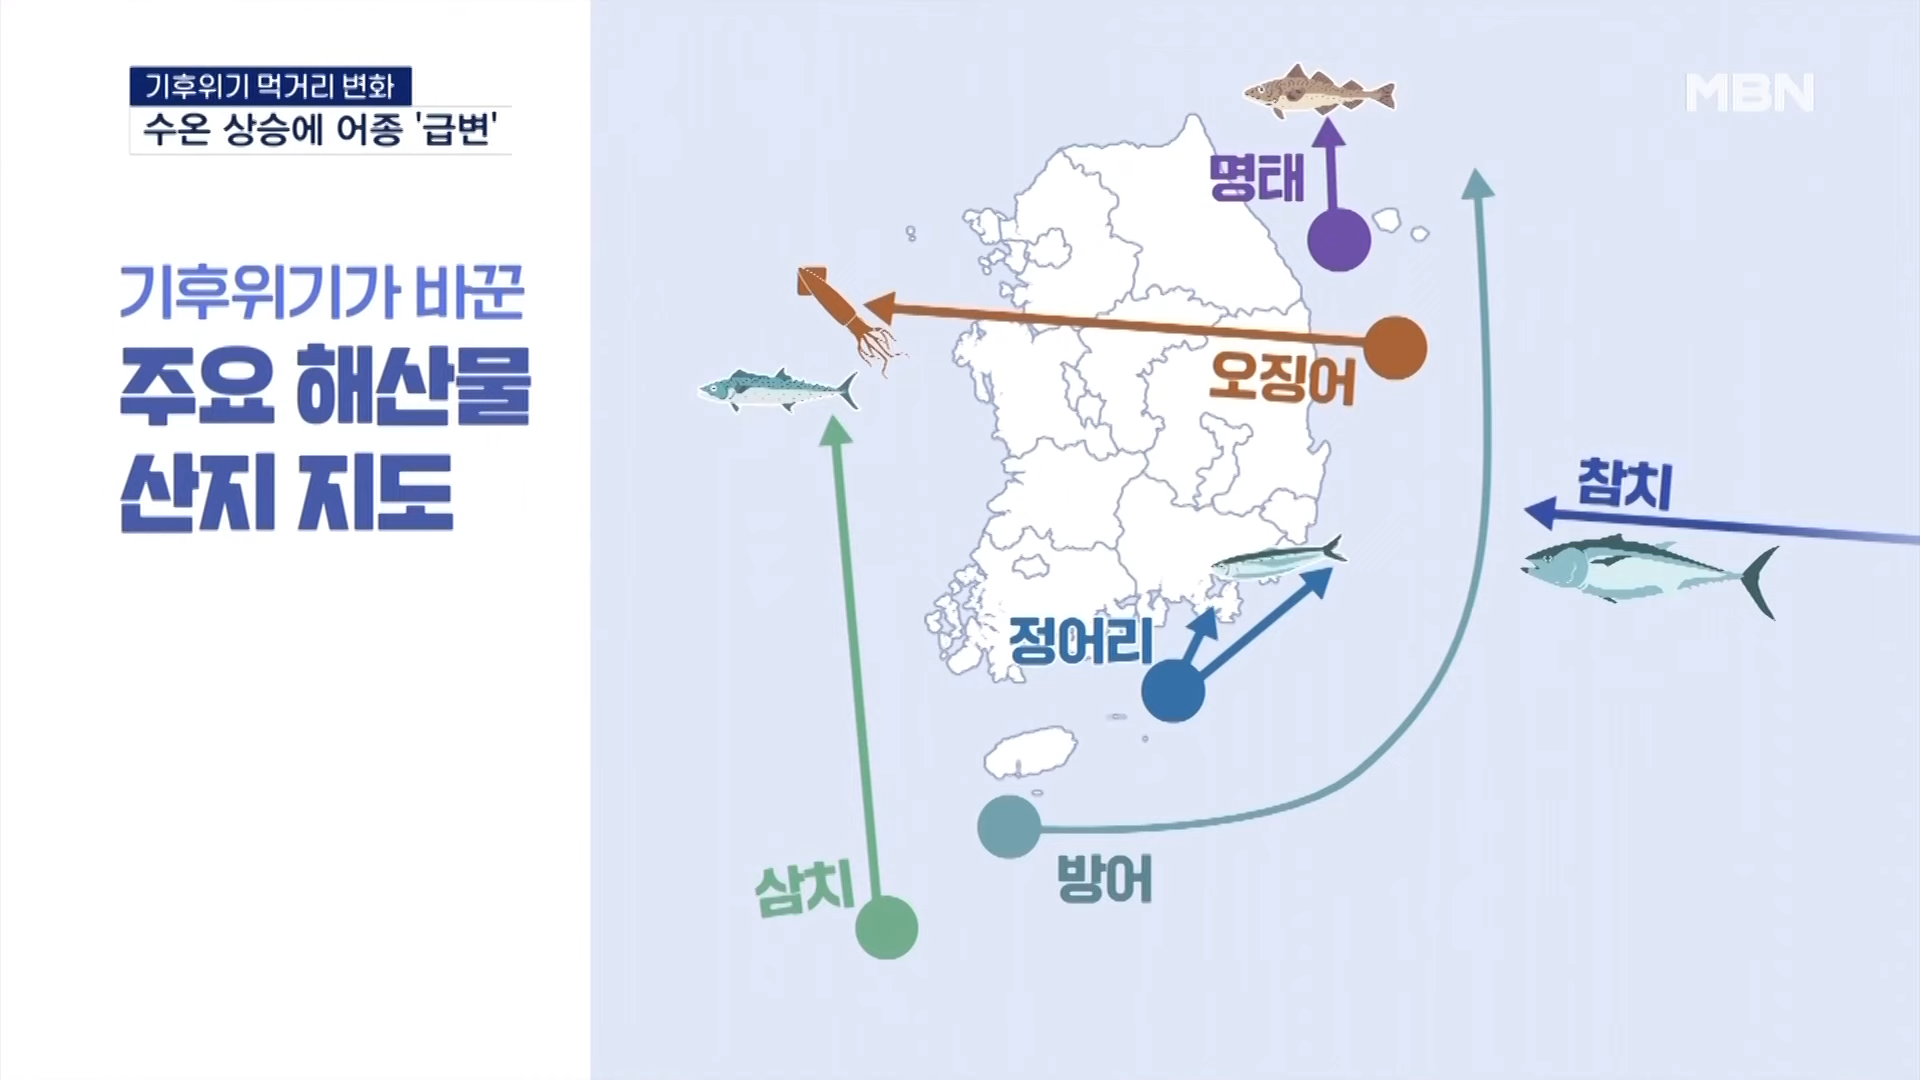 기후위기 먹거리 변화
수온 상승에 어종 '급변'
MBN
기후위기가 바꾼
주요 해산물
산지 지도
명태
오징어
참치
정어리
방어
삼치